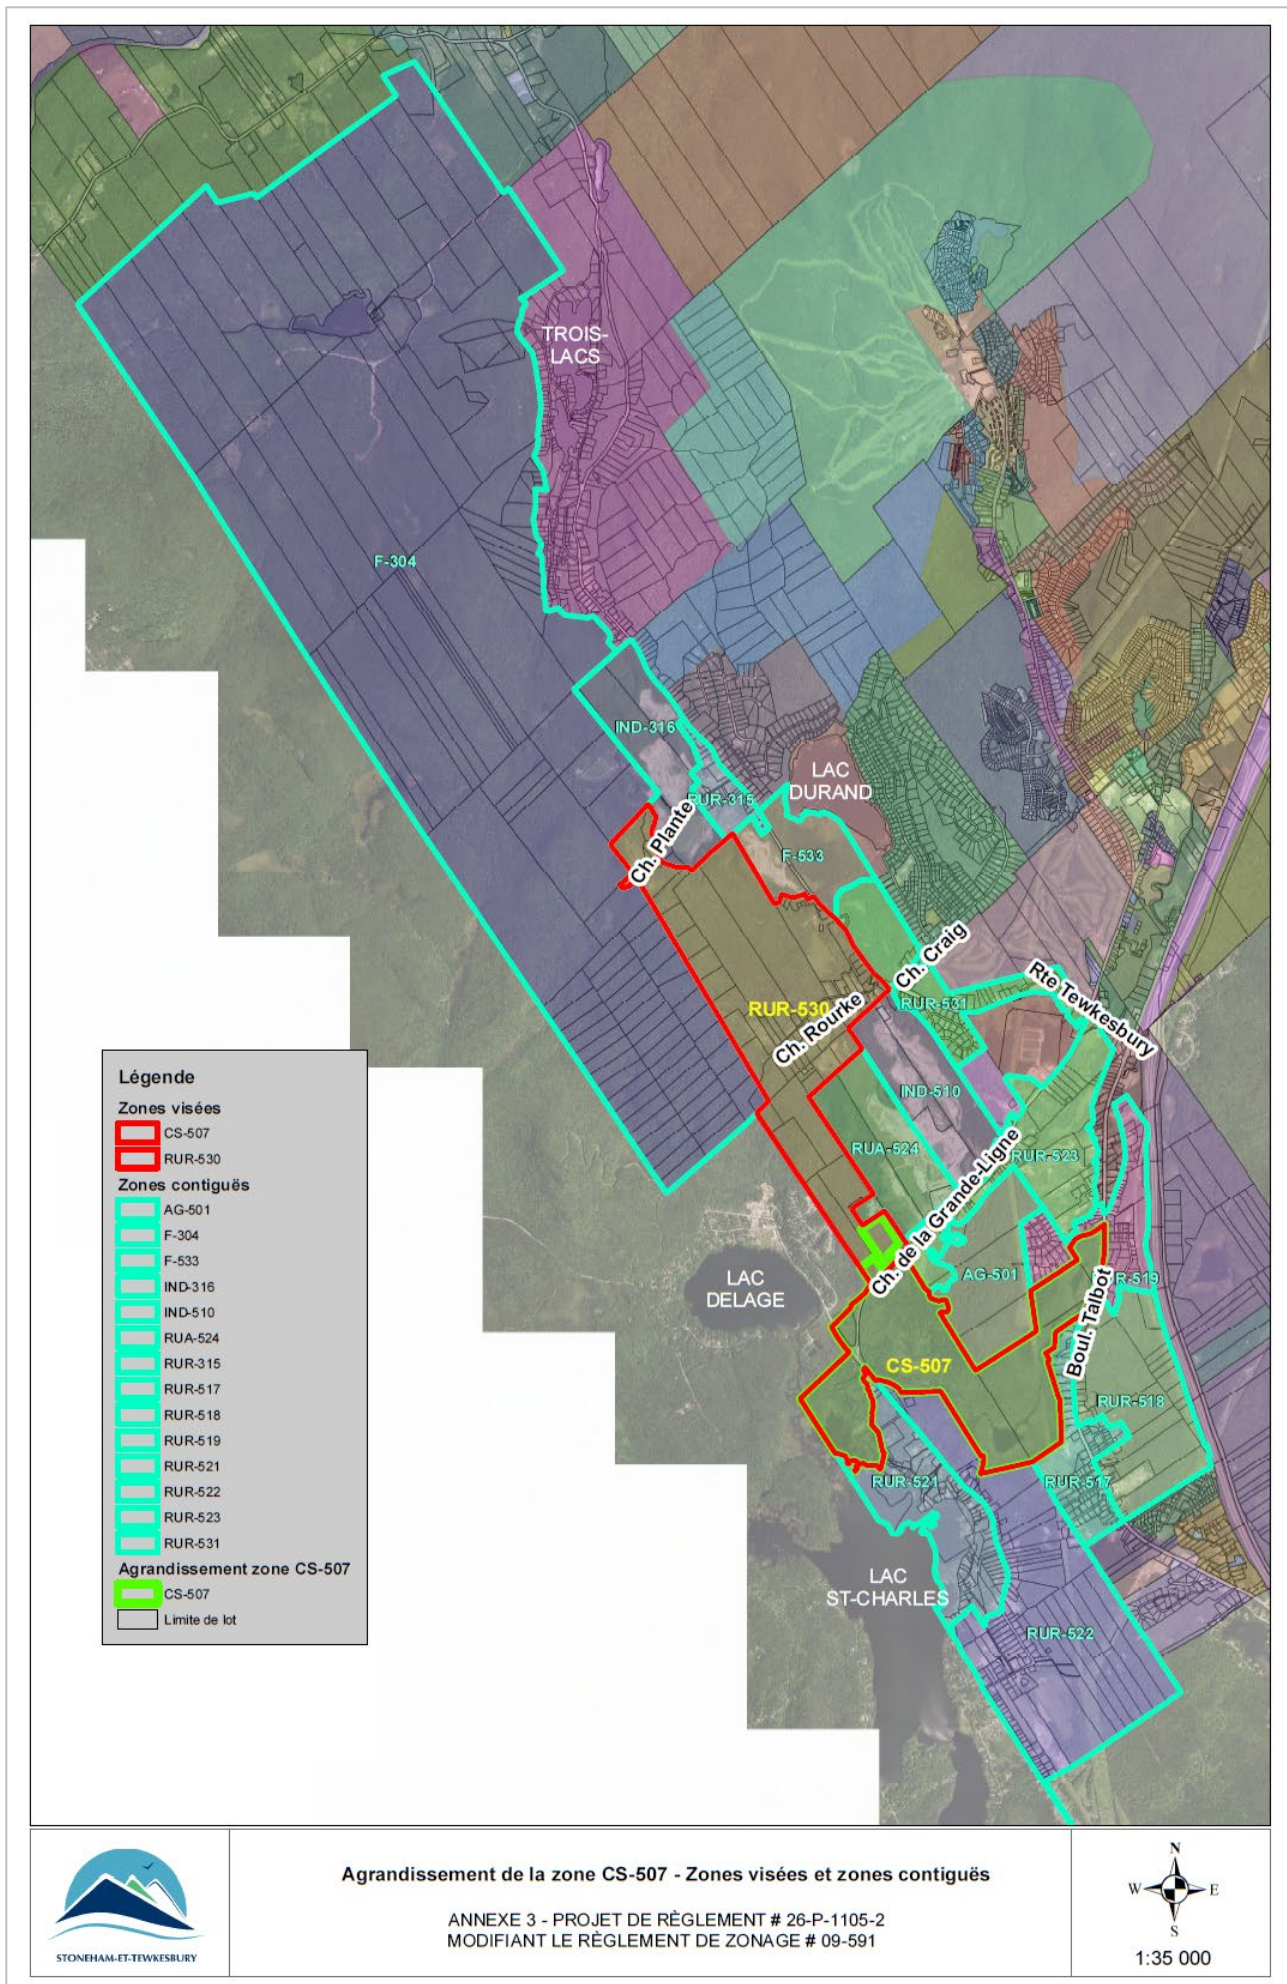 TROIS-
LACS
F-304
IND-316
LAC
DURAND
RUR-315
Ch. Plante
F-533
Ch. Craig
Rte Tewkesbury
RUR-530
RUR-531
Ch. Rourke
IND-510
RUA-524
RUR-523
Ch. de la Grande-Ligne
AG-501
RUR-519
LAC
DELAGE
Boul. Talbot
CS-507
RUR-518
RUR-521
RUR-517
LAC
ST-CHARLES
RUR-522
Légende
Zones visées
CS-507
RUR-530
Zones contiguës
AG-501
F-304
F-533
IND-316
IND-510
RUA-524
RUR-315
RUR-517
RUR-518
RUR-519
RUR-521
RUR-522
RUR-523
RUR-531
Agrandissement zone CS-507
CS-507
Limite de lot
STONEHAM-ET-TEWKESBURY
Agrandissement de la zone CS-507 - Zones visées et zones contiguës
ANNEXE 3 - PROJET DE RÈGLEMENT # 26-P-1105-2
MODIFIANT LE RÈGLEMENT DE ZONAGE # 09-591
N
W E
S
1:35 000